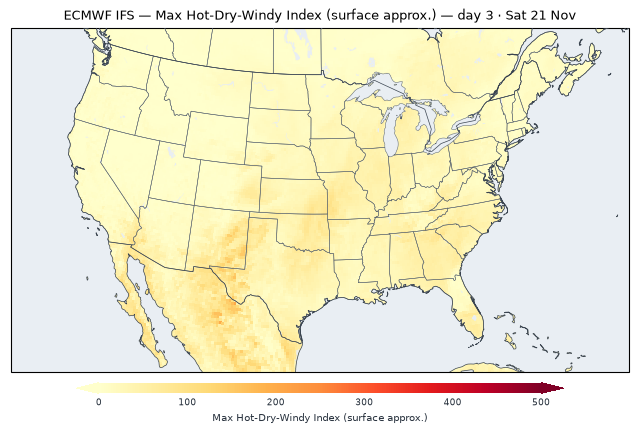 ECMWF IFS — Max Hot-Dry-Windy Index (surface approx.) — day 3 · Sat 21 Nov
0 100 200 300 400 500
Max Hot-Dry-Windy Index (surface approx.)